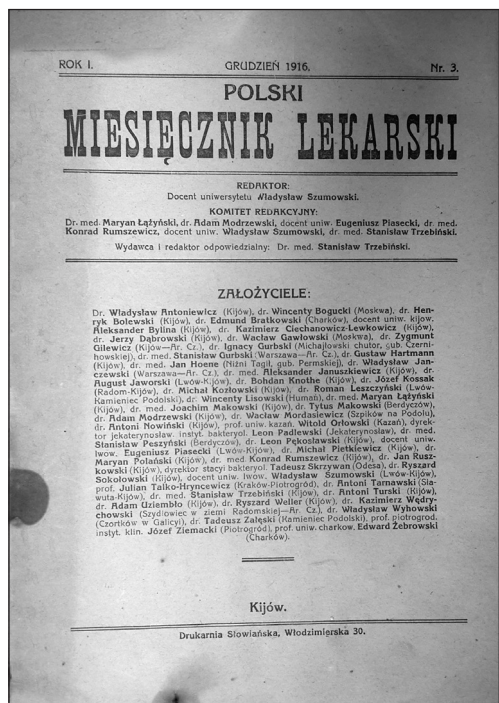 ROK I. GRUDZIEŃ 1916. Nr. 3.
POLSKI
MIESIĘCZNIK LEKARSKI
REDAKTOR:
Docent uniwersytetu Władysław Szumowski.
KOMITET REDAKCYJNY:
Dr. med. Maryan Łążyński, dr. Adam Modrzewski, docent uniw. Eugeniusz Piasecki, dr. med.
Konrad Rumszewicz, docent uniw. Władysław Szumowski, dr. med. Stanisław Trzebiński.
Wydawca i redaktor odpowiedzialny: Dr. med. Stanisław Trzebiński.
ZAŁOŻYCIELE:
Dr. Władysław Antoniewicz (Kijów), dr. Wincenty Bogucki (Moskwa), dr. Hen-
ryk Bolewski (Kijów), dr. Edmund Bratkowski (Charków), docent uniw. kijow.
Aleksander Bylina (Kijów), dr. Kazimierz Ciechanowicz-Lewkowicz (Kijów),
dr. Jerzy Dąbrowski (Kijów), dr. Wacław Gawłowski (Moskwa), dr. Zygmunt
Gilewicz (Kijów—Ar. Cz.), dr. Ignacy Gurbski (Michajłowski chutor, gub. Czerni-
howskiej), dr. med. Stanisław Gurbski (Warszawa—Ar. Cz.), dr. Gustaw Hartmann
(Kijów), dr. med. Jan Hoene (Niżni Tagił, gub. Permskiej), dr. Władysław Jan-
czewski (Warszawa—Ar. Cz.), dr. med. Aleksander Januszkiewicz (Kijów), dr.
August Jaworski (Lwów-Kijów), dr. Bohdan Knothe (Kijów), dr. Józef Kossak
(Radom-Kijów), dr. Michał Kozłowski (Kijów), dr. Roman Leszczyński (Lwów-
Kamieniec Podolski), dr. Wincenty Lisowski (Humań), dr. med. Maryan Łążyński
(Kijów), dr. med. Joachim Makowski (Kijów), dr. Tytus Makowski (Berdyczów),
dr. Adam Modrzewski (Kijów), dr. Wacław Mordasiewicz (Szpików na Podolu),
dr. Antoni Nowiński (Kijów), prof. uniw. kazań. Witold Orłowski (Kazań), dyrek-
tor jekaterynosław. instyt. bakteryol. Leon Padlewski (Jekaterynosław), dr. med.
Stanisław Peszyński (Berdyczów), dr. Leon Pękosławski (Kijów), docent uniw.
lwow. Eugeniusz Piasecki (Lwów-Kijów), dr. Michał Pietkiewicz (Kijów), dr.
Maryan Polański (Kijów), dr. med. Konrad Rumszewicz (Kijów), dr. Jan Rusz-
kowski (Kijów), dyrektor stacyi bakteryol. Tadeusz Skrzywan (Odesa), dr. Ryszard
Sokołowski (Kijów), docent uniw. lwow. Władysław Szumowski (Lwów-Kijów),
prof. Julian Talko-Hryncewicz (Kraków-Piotrogród), dr. Antoni Tarnawski (Sła-
wuta-Kijów), dr. med. Stanisław Trzebiński (Kijów), dr. Antoni Turski (Kijów),
dr. Adam Uziembło (Kijów), dr. Ryszard Weller (Kijów), dr. Kazimierz Wędry-
chowski (Szydłowiec w ziemi Radomskiej—Ar. Cz.), dr. Władysław Wyhowski
(Czortków w Galicyi), dr. Tadeusz Załęski (Kamieniec Podolski), prof. piotrogrod.
instyt. klin. Józef Ziemacki (Piotrogród), prof. uniw. charkow. Edward Żebrowski
(Charków).
Kijów.
Drukarnia Słowiańska, Włodzimierska 30.